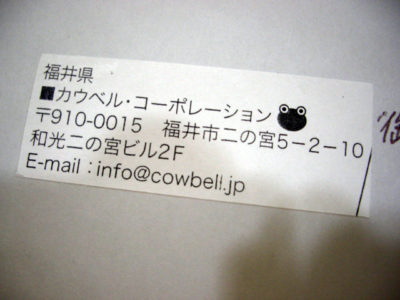 福井県
■カウベル・コーポレーション
〒910-0015 福井市二の宮5-2-10
和光二の宮ビル2F
E-mail:info@cowbell.jp